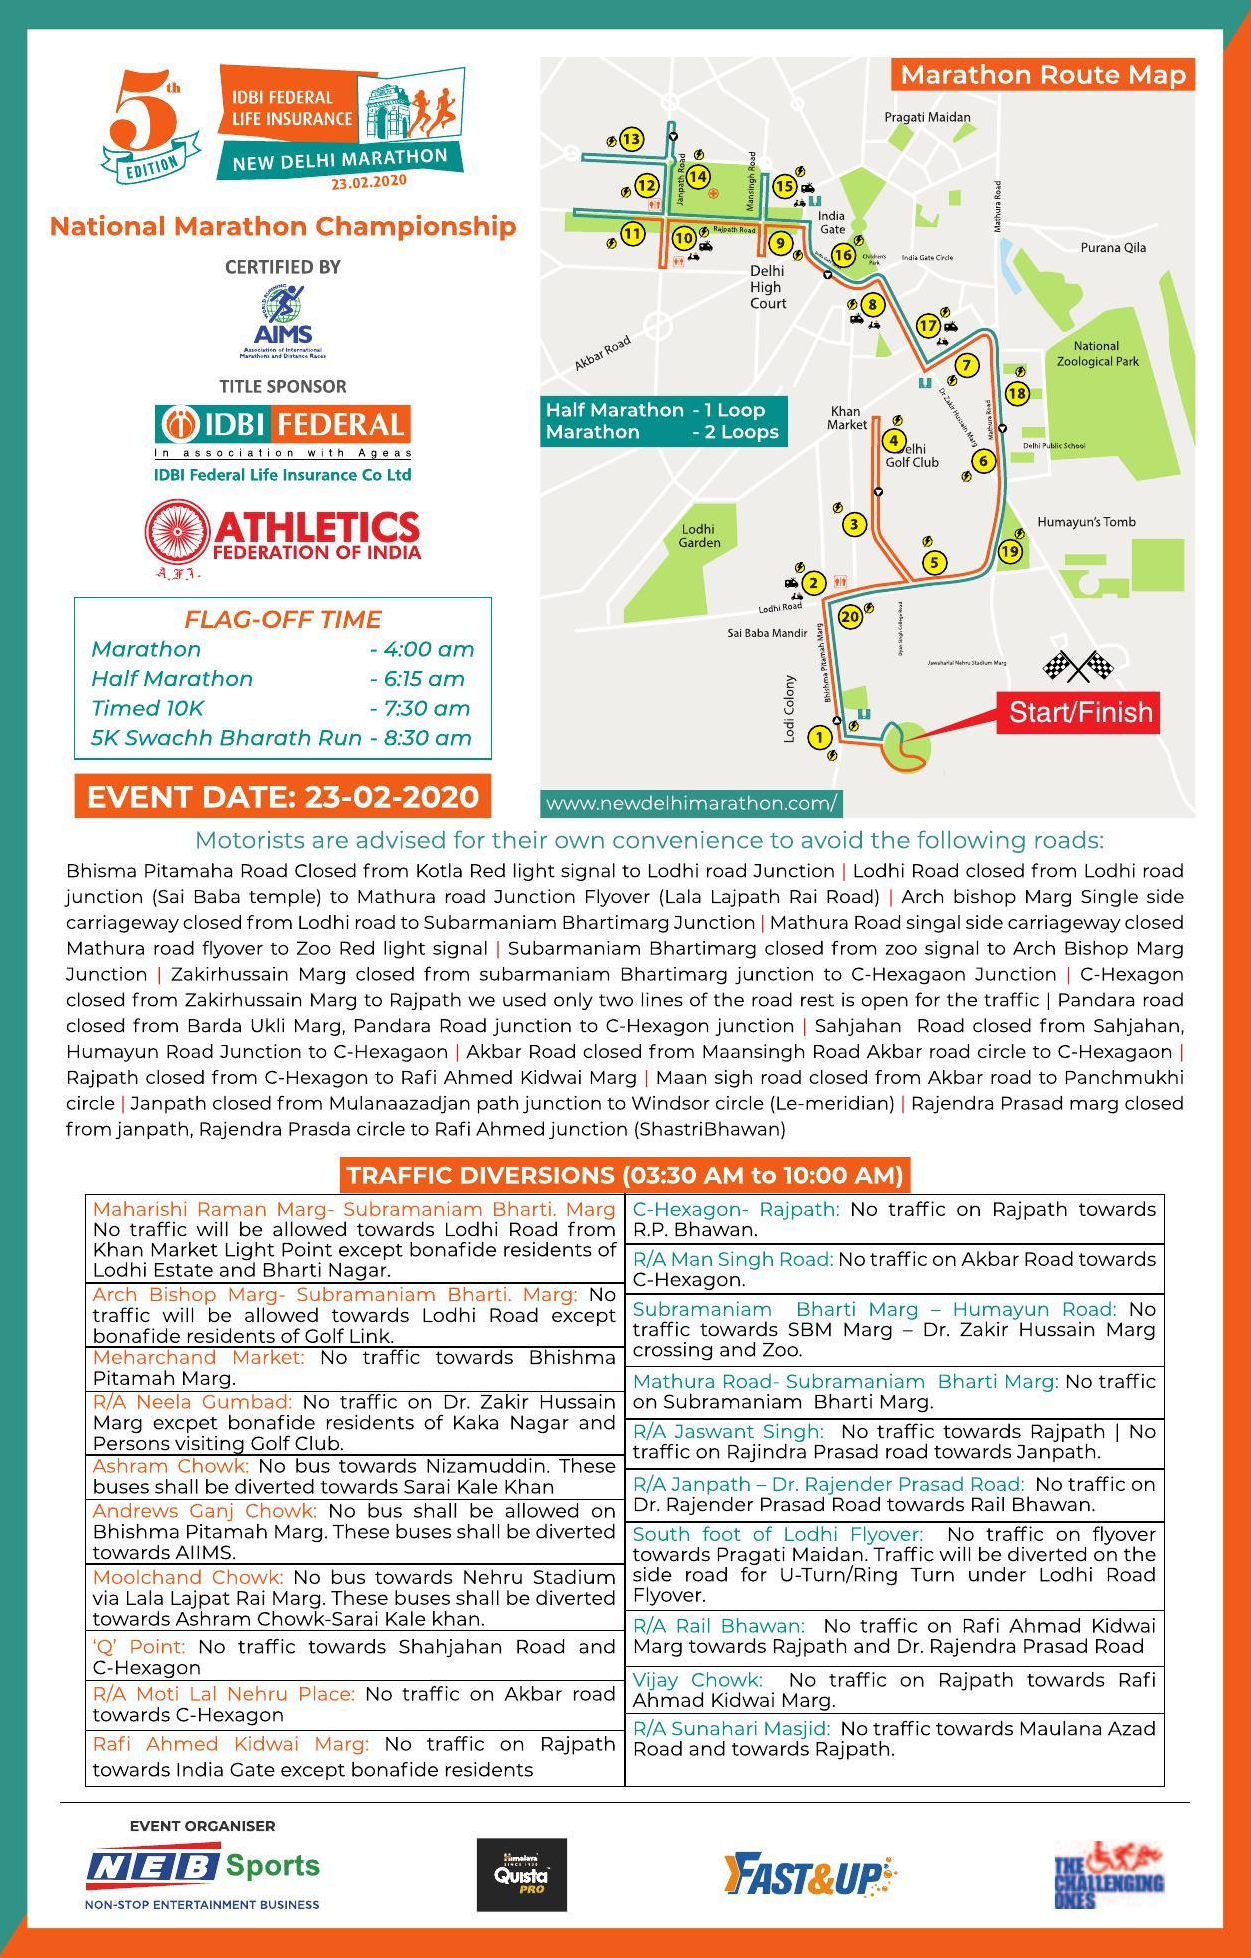 5th
EDITION
IDBI FEDERAL
LIFE INSURANCE
NEW DELHI MARATHON
23.02.2020
National Marathon Championship
CERTIFIED BY
WORLD RUNNING
AIMS
Association of International
Marathons and Distance Races
TITLE SPONSOR
IDBI FEDERAL
In association with Ageas
IDBI Federal Life Insurance Co Ltd
ATHLETICS
FEDERATION OF INDIA
A.F.I.
FLAG-OFF TIME
Marathon - 4:00 am
Half Marathon - 6:15 am
Timed 10K - 7:30 am
5K Swachh Bharath Run - 8:30 am
EVENT DATE: 23-02-2020
Marathon Route Map
Pragati Maidan
13
14
12
15
Janpath Road
Mansingh Road
Mathura Road
11
10
Rajpath Road
9
India
Gate
16
Children's
Park
India Gate Circle
Purana Qila
Delhi
High
Court
8
17
Akbar Road
7
National
Zoological Park
18
Half Marathon - 1 Loop
Marathon - 2 Loops
Khan
Market
4
elhi
Golf Club
Dr Zakir Hussain Marg
Mathura Road
Delhi Public School
6
Lodhi
Garden
3
Humayun's Tomb
19
5
2
Lodhi Road
20
Sai Baba Mandir
Bhishma Pitamah Marg
Dyan Singh College Road
Jawaharlal Nehru Stadium Marg
Lodi Colony
1
Start/Finish
www.newdelhimarathon.com/
Motorists are advised for their own convenience to avoid the following roads:
Bhisma Pitamaha Road Closed from Kotla Red light signal to Lodhi road Junction | Lodhi Road closed from Lodhi road
junction (Sai Baba temple) to Mathura road Junction Flyover (Lala Lajpath Rai Road) | Arch bishop Marg Single side
carriageway closed from Lodhi road to Subarmaniam Bhartimarg Junction | Mathura Road singal side carriageway closed
Mathura road flyover to Zoo Red light signal | Subarmaniam Bhartimarg closed from zoo signal to Arch Bishop Marg
Junction | Zakirhussain Marg closed from subarmaniam Bhartimarg junction to C-Hexagaon Junction | C-Hexagon
closed from Zakirhussain Marg to Rajpath we used only two lines of the road rest is open for the traffic | Pandara road
closed from Barda Ukli Marg, Pandara Road junction to C-Hexagon junction | Sahjahan Road closed from Sahjahan,
Humayun Road Junction to C-Hexagaon | Akbar Road closed from Maansingh Road Akbar road circle to C-Hexagaon |
Rajpath closed from C-Hexagon to Rafi Ahmed Kidwai Marg | Maan sigh road closed from Akbar road to Panchmukhi
circle | Janpath closed from Mulanaazadjan path junction to Windsor circle (Le-meridian) | Rajendra Prasad marg closed
from janpath, Rajendra Prasda circle to Rafi Ahmed junction (ShastriBhawan)
TRAFFIC DIVERSIONS (03:30 AM to 10:00 AM)
Maharishi Raman Marg- Subramaniam Bharti. Marg
No traffic will be allowed towards Lodhi Road from
Khan Market Light Point except bonafide residents of
Lodhi Estate and Bharti Nagar.
Arch Bishop Marg- Subramaniam Bharti. Marg: No
traffic will be allowed towards Lodhi Road except
bonafide residents of Golf Link.
Meharchand Market: No traffic towards Bhishma
Pitamah Marg.
R/A Neela Gumbad: No traffic on Dr. Zakir Hussain
Marg excpet bonafide residents of Kaka Nagar and
Persons visiting Golf Club.
Ashram Chowk: No bus towards Nizamuddin. These
buses shall be diverted towards Sarai Kale Khan
Andrews Ganj Chowk: No bus shall be allowed on
Bhishma Pitamah Marg. These buses shall be diverted
towards AIIMS.
Moolchand Chowk: No bus towards Nehru Stadium
via Lala Lajpat Rai Marg. These buses shall be diverted
towards Ashram Chowk-Sarai Kale khan.
'Q' Point: No traffic towards Shahjahan Road and
C-Hexagon
R/A Moti Lal Nehru Place: No traffic on Akbar road
towards C-Hexagon
Rafi Ahmed Kidwai Marg: No traffic on Rajpath
towards India Gate except bonafide residents
C-Hexagon- Rajpath: No traffic on Rajpath towards
R.P. Bhawan.
R/A Man Singh Road: No traffic on Akbar Road towards
C-Hexagon.
Subramaniam Bharti Marg – Humayun Road: No
traffic towards SBM Marg – Dr. Zakir Hussain Marg
crossing and Zoo.
Mathura Road- Subramaniam Bharti Marg: No traffic
on Subramaniam Bharti Marg.
R/A Jaswant Singh: No traffic towards Rajpath | No
traffic on Rajindra Prasad road towards Janpath.
R/A Janpath – Dr. Rajender Prasad Road: No traffic on
Dr. Rajender Prasad Road towards Rail Bhawan.
South foot of Lodhi Flyover: No traffic on flyover
towards Pragati Maidan. Traffic will be diverted on the
side road for U-Turn/Ring Turn under Lodhi Road
Flyover.
R/A Rail Bhawan: No traffic on Rafi Ahmad Kidwai
Marg towards Rajpath and Dr. Rajendra Prasad Road
Vijay Chowk: No traffic on Rajpath towards Rafi
Ahmad Kidwai Marg.
R/A Sunahari Masjid: No traffic towards Maulana Azad
Road and towards Rajpath.
EVENT ORGANISER
NEB Sports
NON-STOP ENTERTAINMENT BUSINESS
Himalaya
SINCE 1930
Quista
PRO
FAST&UP
THE
CHALLENGING
ONES